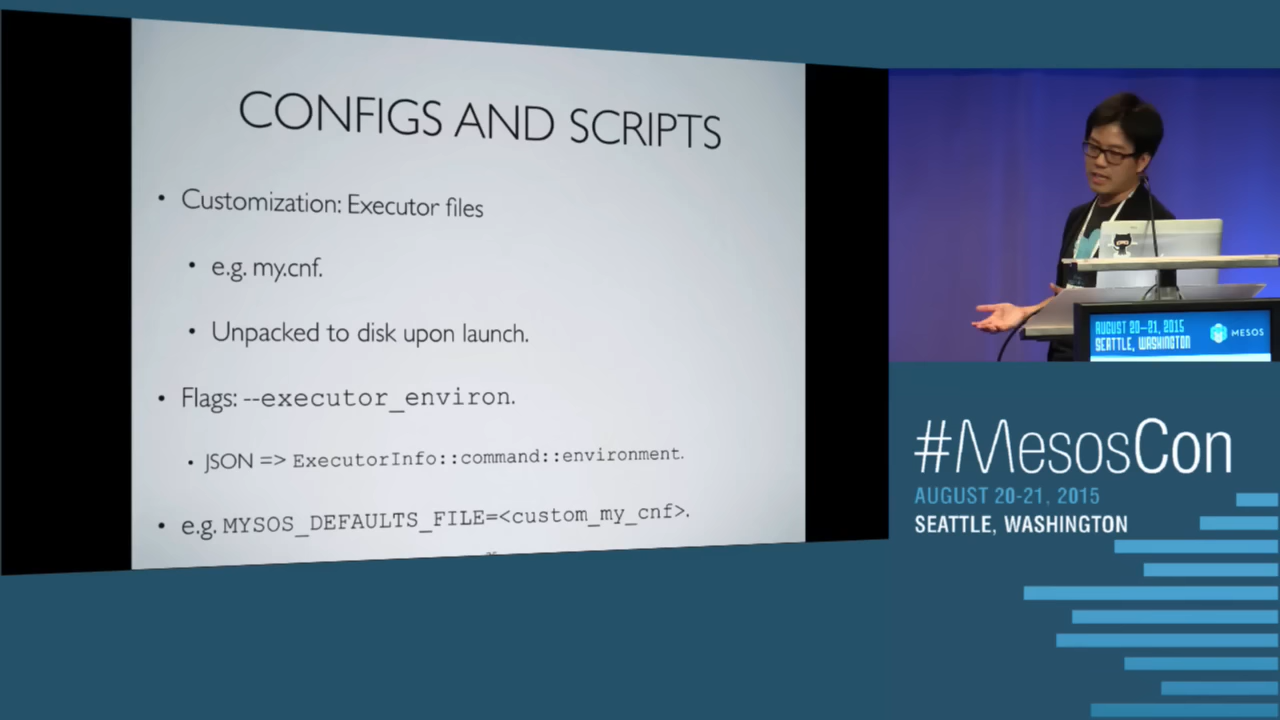 CONFIGS AND SCRIPTS
• Customization: Executor files
• e.g. my.cnf.
• Unpacked to disk upon launch.
• Flags: --executor_environ.
• JSON => ExecutorInfo::command::environment.
• e.g. MYSOS_DEFAULTS_FILE=<custom_my_cnf>.
AUGUST 20-21, 2015
SEATTLE, WASHINGTON
MESOS
#MesosCon
AUGUST 20-21, 2015
SEATTLE, WASHINGTON